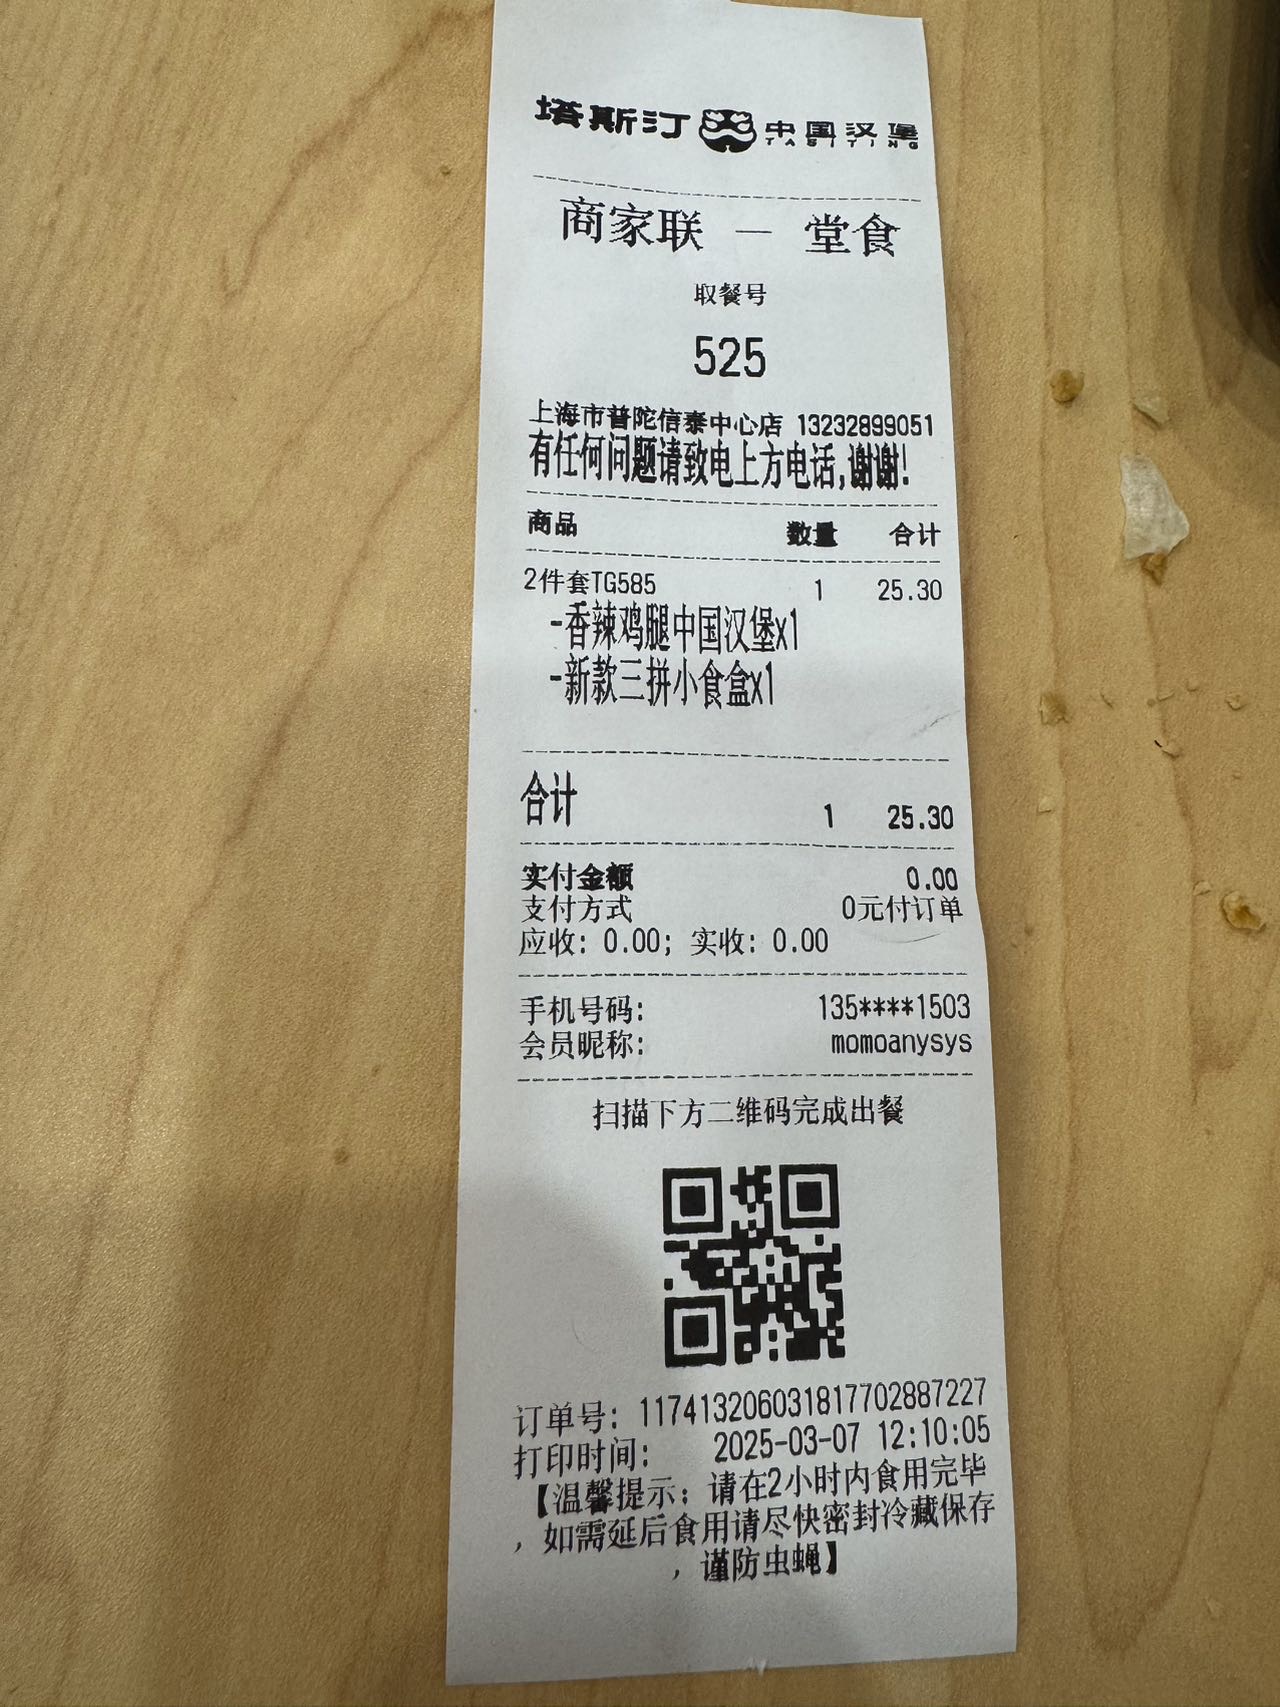 塔斯汀 中国汉堡
TASITING
商家联 — 堂食
取餐号
525
上海市普陀信泰中心店 13232899051
有任何问题请致电上方电话,谢谢!
商品 数量 合计
2件套TG585 1 25.30
-香辣鸡腿中国汉堡x1
-新款三拼小食盒x1
合计 1 25.30
实付金额 0.00
支付方式 0元付订单
应收: 0.00; 实收: 0.00
手机号码: 135****1503
会员昵称: momoanysys
扫描下方二维码完成出餐
订单号: 117413206031817702887227
打印时间: 2025-03-07 12:10:05
【温馨提示: 请在2小时内食用完毕
, 如需延后食用请尽快密封冷藏保存
, 谨防虫蝇】